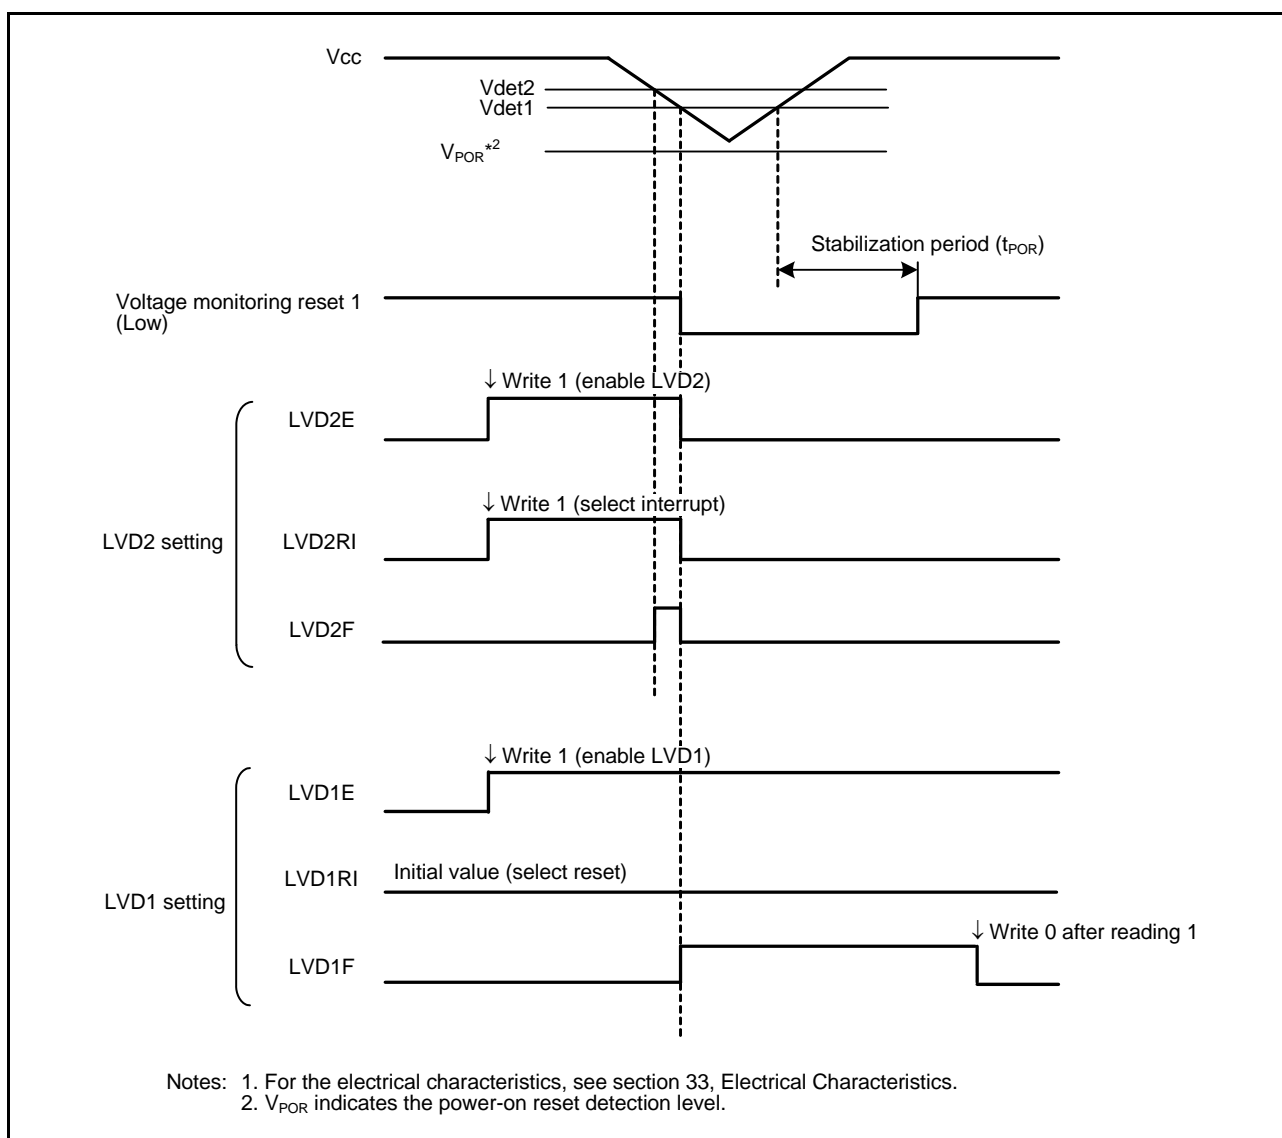 Vcc
Vdet2
Vdet1
VPOR*2
Stabilization period (tPOR)
Voltage monitoring reset 1
(Low)
↓ Write 1 (enable LVD2)
LVD2E
↓ Write 1 (select interrupt)
LVD2 setting
LVD2RI
LVD2F
↓ Write 1 (enable LVD1)
LVD1E
Initial value (select reset)
LVD1RI
LVD1 setting
↓ Write 0 after reading 1
LVD1F
Notes: 1. For the electrical characteristics, see section 33, Electrical Characteristics.
2. VPOR indicates the power-on reset detection level.